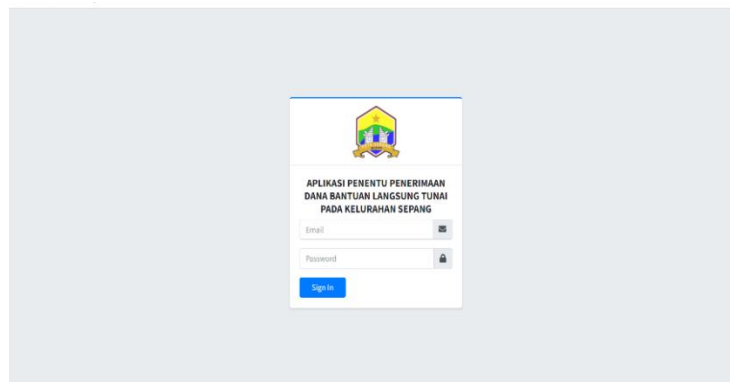 APLIKASI PENENTU PENERIMAAN
DANA BANTUAN LANGSUNG TUNAI
PADA KELURAHAN SEPANG
Email
Password
Sign In